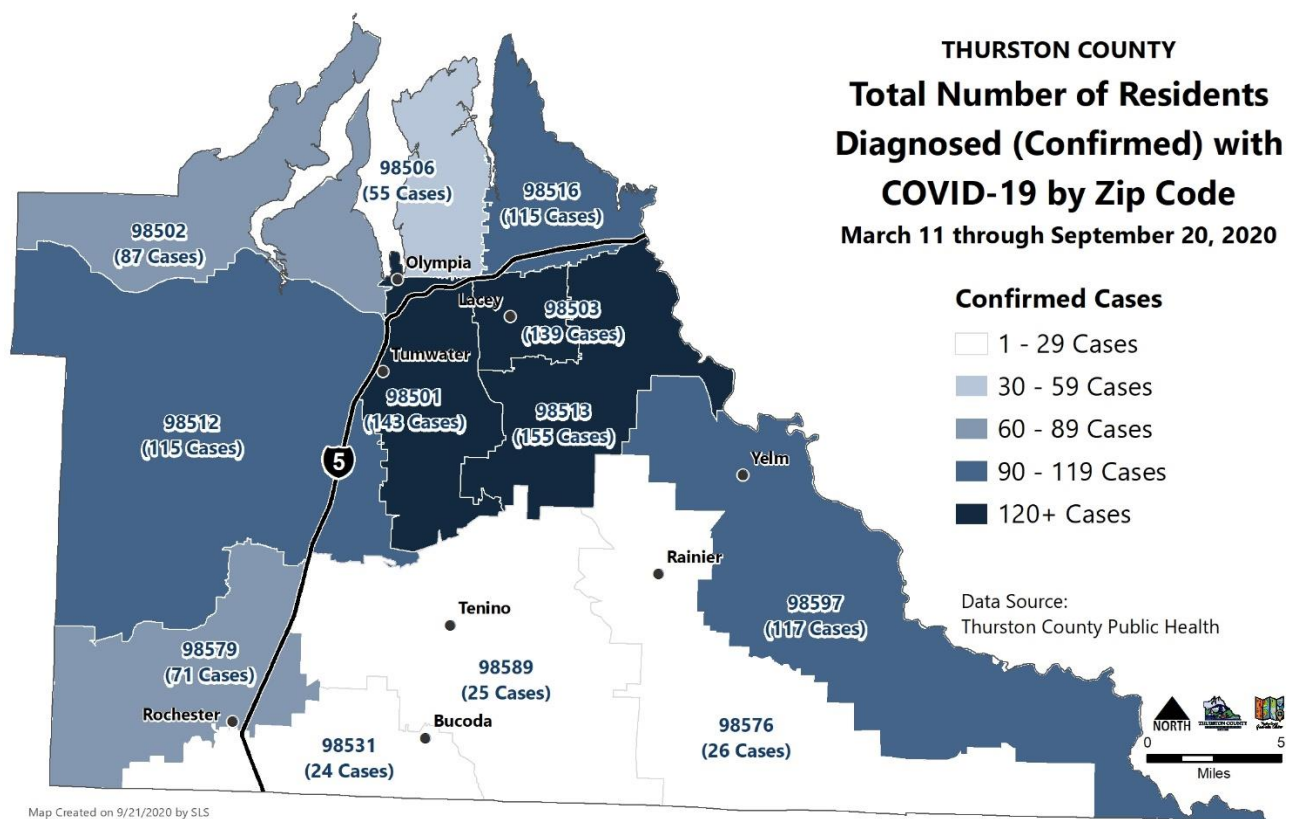 THURSTON COUNTY
Total Number of Residents
Diagnosed (Confirmed) with
COVID-19 by Zip Code
March 11 through September 20, 2020
Confirmed Cases
1 - 29 Cases
30 - 59 Cases
60 - 89 Cases
90 - 119 Cases
120+ Cases
Data Source:
Thurston County Public Health
98506
(55 Cases)
98516
(115 Cases)
98502
(87 Cases)
Olympia
Lacey
98503
(139 Cases)
Tumwater
98501
(143 Cases)
98512
(115 Cases)
98513
(155 Cases)
5
Yelm
Rainier
Tenino
98597
(117 Cases)
98579
(71 Cases)
98589
(25 Cases)
Rochester
Bucoda
98576
(26 Cases)
98531
(24 Cases)
NORTH
THURSTON COUNTY
0
5
Miles
Map Created on 9/21/2020 by SLS